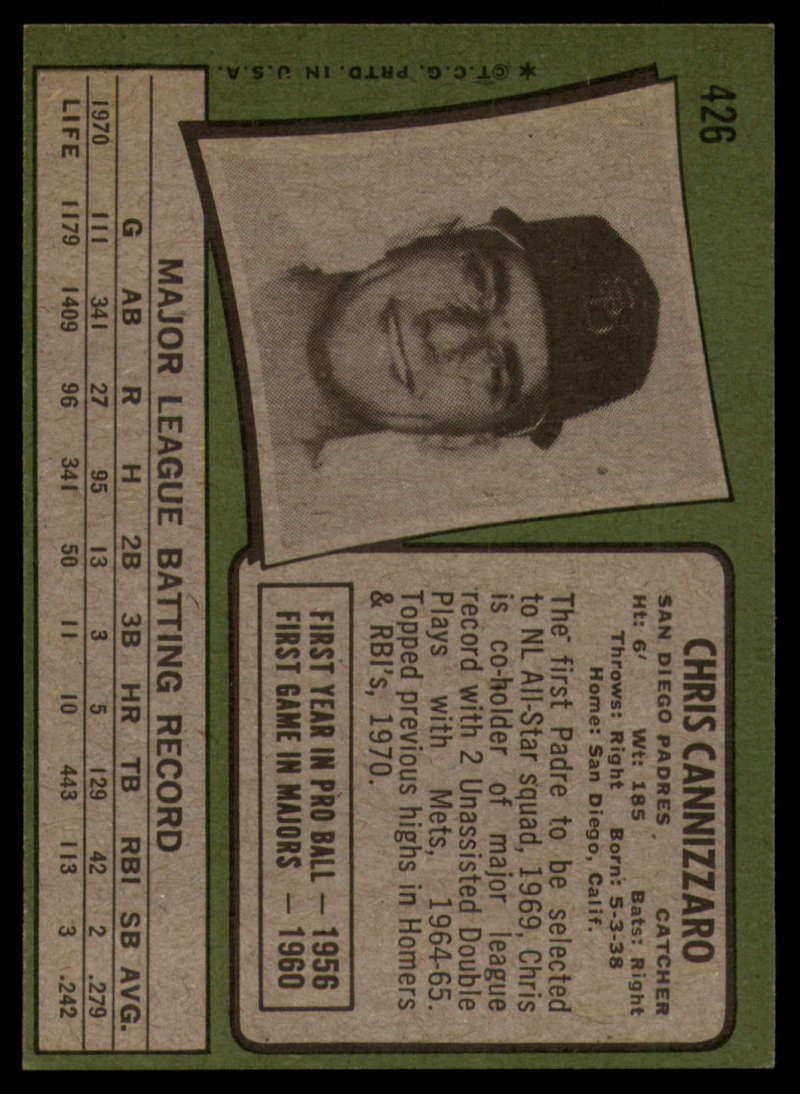 426
✶©T.C.G. PRTD. IN U.S.A.
CHRIS CANNIZZARO
SAN DIEGO PADRES CATCHER
Ht: 6' Wt: 185 Bats: Right
Throws: Right Born: 5-3-38
Home: San Diego, Calif.
The first Padre to be selected
to NL All-Star squad, 1969, Chris
is co-holder of major league
record with 2 Unassisted Double
Plays with Mets, 1964-65.
Topped previous highs in Homers
& RBI's, 1970.
FIRST YEAR IN PRO BALL — 1956
FIRST GAME IN MAJORS — 1960
MAJOR LEAGUE BATTING RECORD
G AB R H 2B 3B HR TB RBI SB AVG.
1970 111 341 27 95 13 3 5 129 42 2 .279
LIFE 1179 1409 96 341 50 11 10 443 113 3 .242